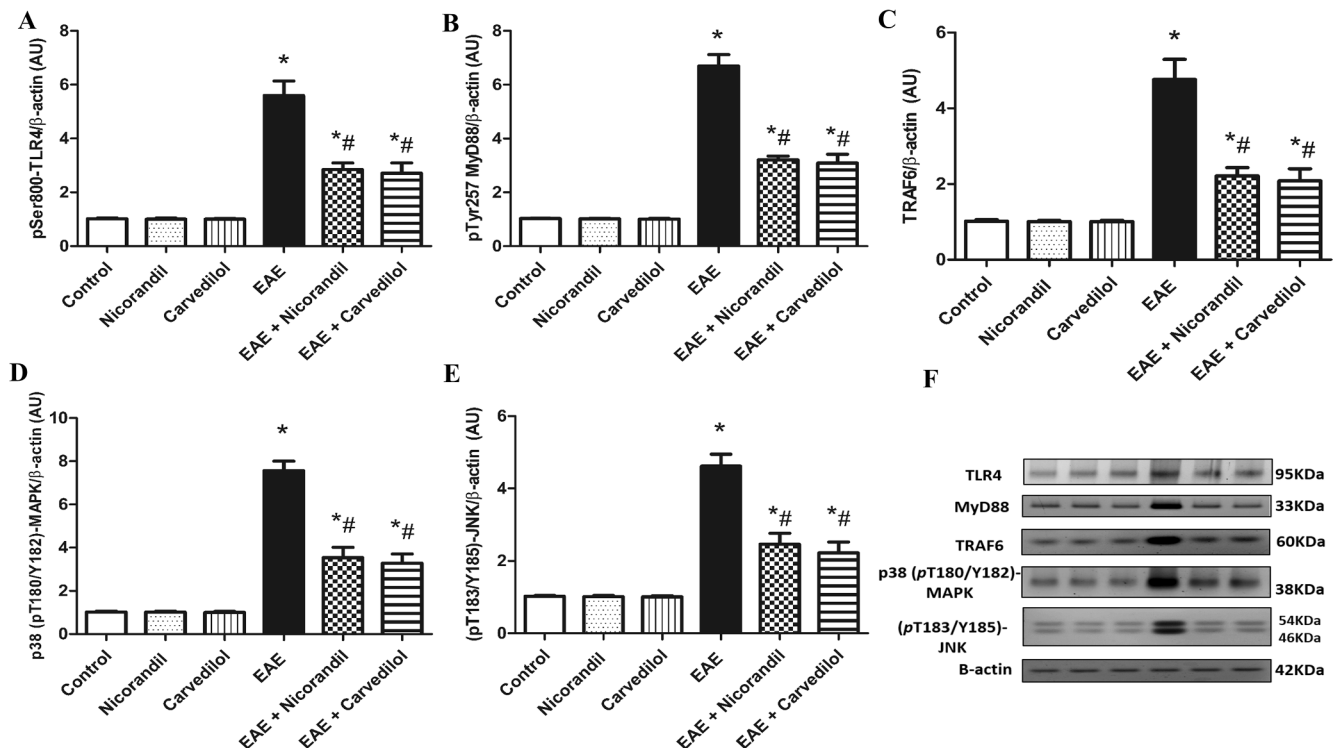 A
pSer800-TLR4/β-actin (AU)
8
6
4
2
0
*
*#
*#
Control
Nicorandil
Carvedilol
EAE
EAE + Nicorandil
EAE + Carvedilol
B
pTyr257 MyD88/β-actin (AU)
8
6
4
2
0
*
*#
*#
Control
Nicorandil
Carvedilol
EAE
EAE + Nicorandil
EAE + Carvedilol
C
TRAF6/β-actin (AU)
6
4
2
0
*
*#
*#
Control
Nicorandil
Carvedilol
EAE
EAE + Nicorandil
EAE + Carvedilol
D
p38 (pT180/Y182)-MAPK/β-actin (AU)
10
8
6
4
2
0
*
*#
*#
Control
Nicorandil
Carvedilol
EAE
EAE + Nicorandil
EAE + Carvedilol
E
(pT183/Y185)-JNK/β-actin (AU)
6
4
2
0
*
*#
*#
Control
Nicorandil
Carvedilol
EAE
EAE + Nicorandil
EAE + Carvedilol
F
TLR4 95KDa
MyD88 33KDa
TRAF6 60KDa
p38 (pT180/Y182)-
MAPK 38KDa
(pT183/Y185)- 54KDa
JNK 46KDa
B-actin 42KDa